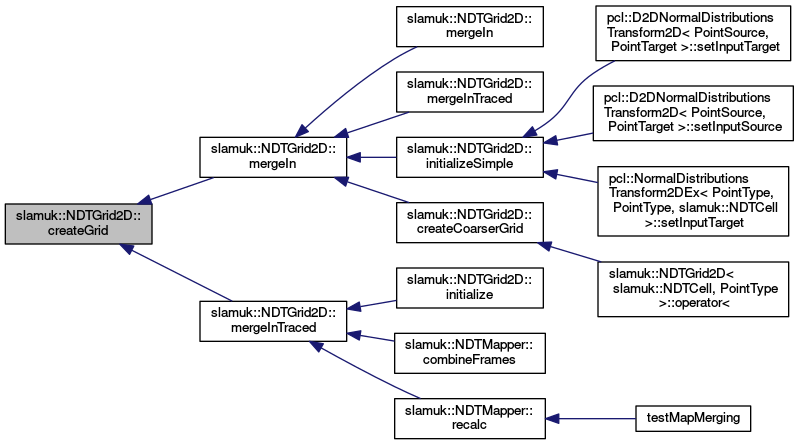 slamuk::NDTGrid2D::
createGrid
slamuk::NDTGrid2D::
mergeIn
slamuk::NDTGrid2D::
mergeInTraced
slamuk::NDTGrid2D::
mergeIn
slamuk::NDTGrid2D::
mergeInTraced
slamuk::NDTGrid2D::
initializeSimple
slamuk::NDTGrid2D::
createCoarserGrid
slamuk::NDTGrid2D::
initialize
slamuk::NDTMapper::
combineFrames
slamuk::NDTMapper::
recalc
pcl::D2DNormalDistributions
Transform2D< PointSource,
PointTarget >::setInputTarget
pcl::D2DNormalDistributions
Transform2D< PointSource,
PointTarget >::setInputSource
pcl::NormalDistributions
Transform2DEx< PointType,
PointType, slamuk::NDTCell
>::setInputTarget
slamuk::NDTGrid2D<
slamuk::NDTCell, PointType
>::operator<
testMapMerging